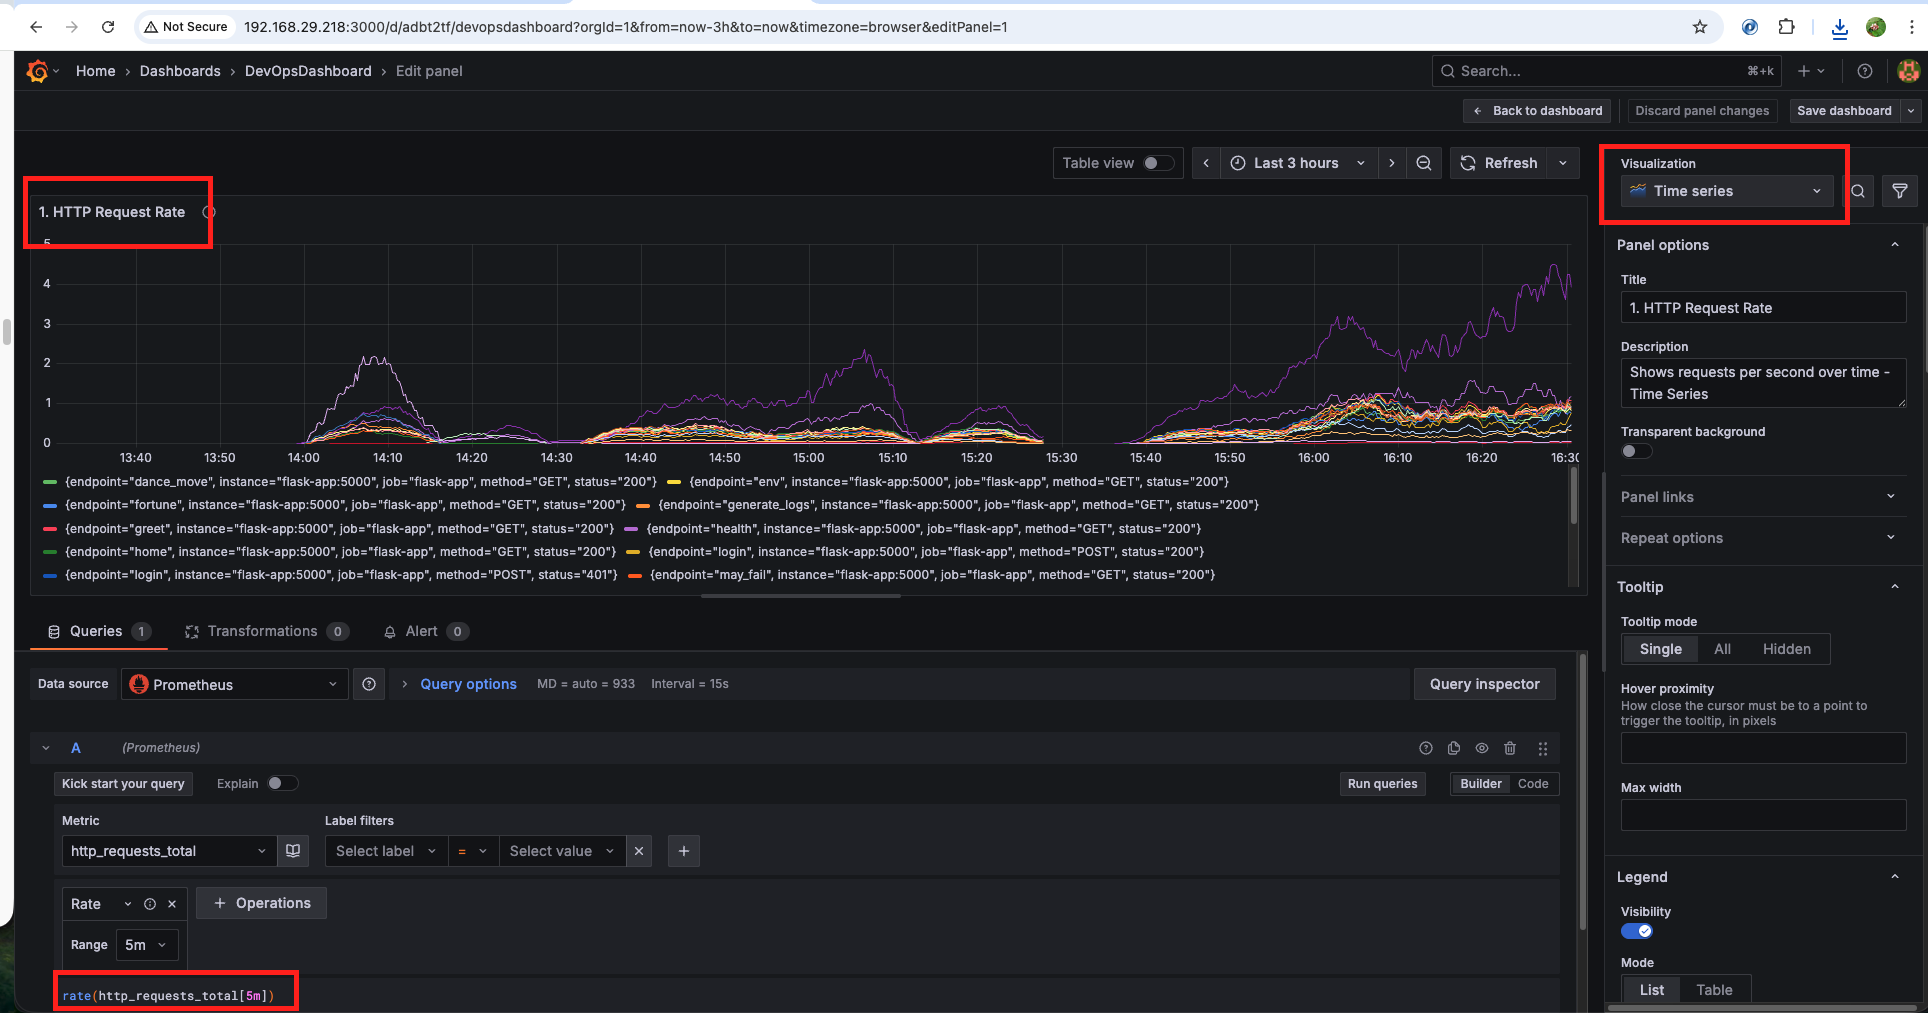 Not Secure 192.168.29.218:3000/d/adbt2tf/devopsdashboard?orgId=1&from=now-3h&to=now&timezone=browser&editPanel=1
Home › Dashboards › DevOpsDashboard › Edit panel
Search... ⌘+k
Back to dashboard Discard panel changes Save dashboard
Table view Last 3 hours Refresh
Visualization
Time series
1. HTTP Request Rate
5
4
3
2
1
0
13:40 13:50 14:00 14:10 14:20 14:30 14:40 14:50 15:00 15:10 15:20 15:30 15:40 15:50 16:00 16:10 16:20 16:30
{endpoint="dance_move", instance="flask-app:5000", job="flask-app", method="GET", status="200"} {endpoint="env", instance="flask-app:5000", job="flask-app", method="GET", status="200"}
{endpoint="fortune", instance="flask-app:5000", job="flask-app", method="GET", status="200"} {endpoint="generate_logs", instance="flask-app:5000", job="flask-app", method="GET", status="200"}
{endpoint="greet", instance="flask-app:5000", job="flask-app", method="GET", status="200"} {endpoint="health", instance="flask-app:5000", job="flask-app", method="GET", status="200"}
{endpoint="home", instance="flask-app:5000", job="flask-app", method="GET", status="200"} {endpoint="login", instance="flask-app:5000", job="flask-app", method="POST", status="200"}
{endpoint="login", instance="flask-app:5000", job="flask-app", method="POST", status="401"} {endpoint="may_fail", instance="flask-app:5000", job="flask-app", method="GET", status="200"}
Queries 1 Transformations 0 Alert 0
Data source Prometheus Query options MD = auto = 933 Interval = 15s Query inspector
A (Prometheus)
Kick start your query Explain Run queries Builder Code
Metric Label filters
http_requests_total Select label = Select value
Rate + Operations
Range 5m
rate(http_requests_total[5m])
Panel options
Title
1. HTTP Request Rate
Description
Shows requests per second over time -
Time Series
Transparent background
Panel links
Repeat options
Tooltip
Tooltip mode
Single All Hidden
Hover proximity
How close the cursor must be to a point to
trigger the tooltip, in pixels
Max width
Legend
Visibility
Mode
List Table